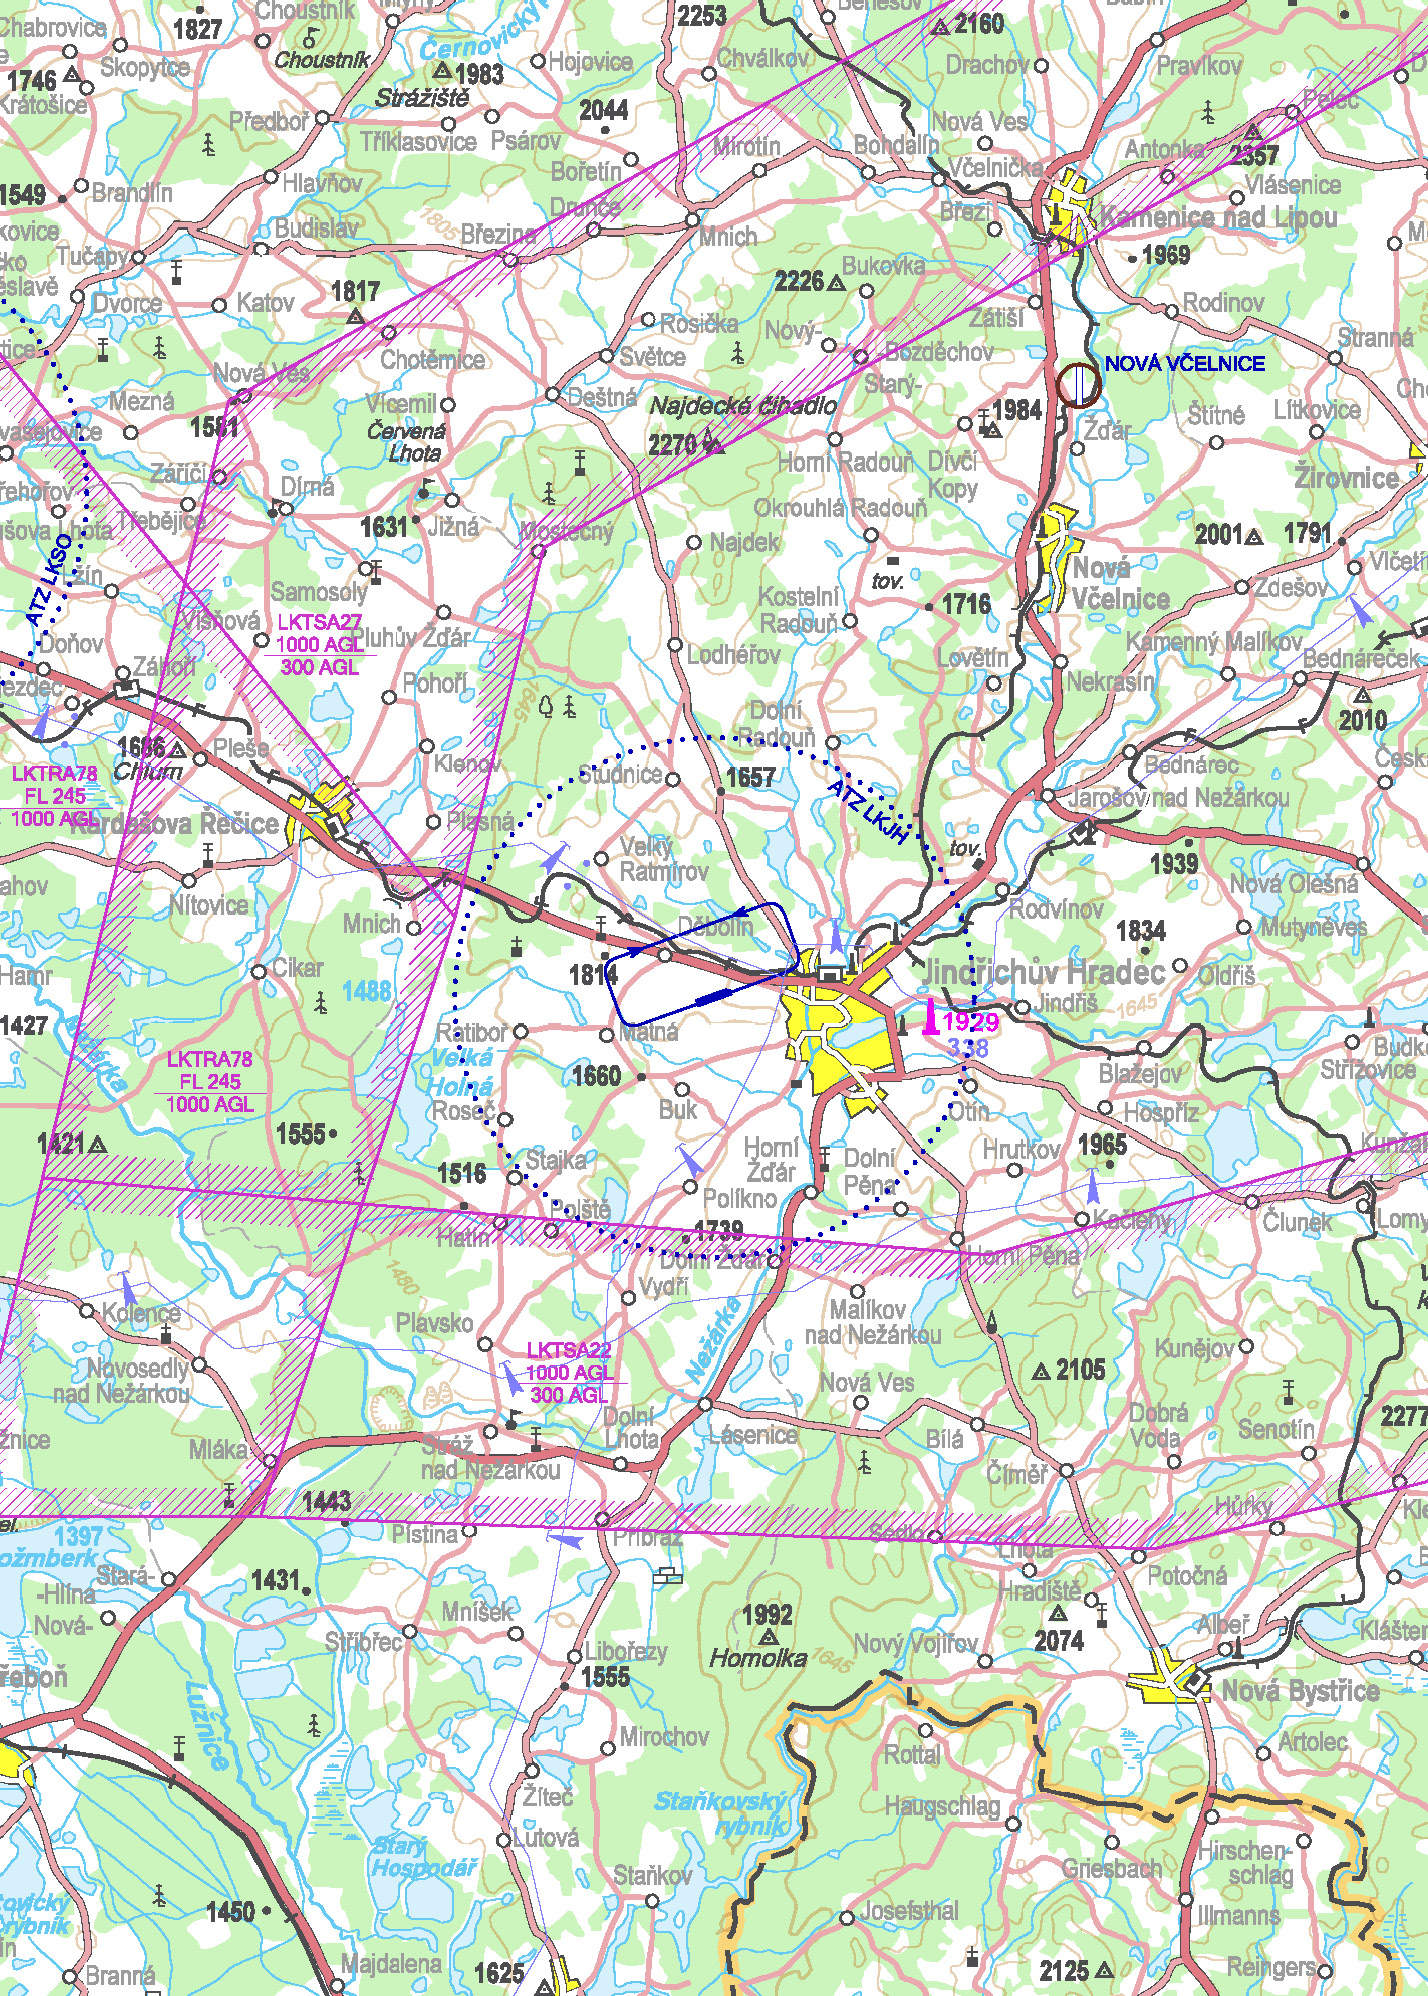 1827
Choustník
Chabrovice
Skopytce
Choustník
2253
2160
1746
Krátošice
1983
Strážiště
Hojovice
Chválkov
Drachov
Pravíkov
Předboř
Tříklasovice
Psárov
2044
Bořetín
Mirotín
Nová Ves
Bohdalín
Včelnička
Antonka
Pelec
2357
Vlásenice
1549
Brandlín
Hlavňov
1805
Drunče
Mnich
Březí
Kamenice nad Lipou
Tučapy
Budislav
Březina
1969
Dvorce
Katov
1817
2226
Bukovka
Rodinov
Rosička
Nový-
Zátiší
Stranná
Chotěmice
Světce
Bozděchov
Starý-
NOVÁ VČELNICE
Nová Ves
Mezná
Vícemil
Deštná
Červená
Lhota
Najdecké čihadlo
1984
Štítné
Lítkovice
1581
2270
Žďár
Záříčí
Horní Radouň
Dívčí
Kopy
Žirovnice
Dírná
Třebějice
1631
Jižná
Mostečný
Okrouhlá Radouň
Najdek
2001
1791
ATZ LKSO
Samosoly
tov.
Nová
Včelnice
Zdešov
Višňová
LKTSA27
1000 AGL
300 AGL
Pluhův Žďár
Kostelní
Radouň
1716
Kamenný Malíkov
Doňov
Záhoří
Lodhéřov
Lovětín
Bednáreček
Nekrasín
Pohoří
1645
2010
Dolní
Radouň
1686
Chlum
Pleše
Klenov
Studnice
1657
Bednárec
LKTRA78
FL 245
1000 AGL
ATZ LKJH
Jarošov nad Nežárkou
Kardašova Řečice
Plasná
Velký
Ratmírov
tov.
1939
Nová Olešná
Nítovice
Mnich
Děbolín
Rodvínov
Mutyněves
1834
Hamr
Cikar
1814
Jindřichův Hradec
Oldřiš
1488
Jindřiš
1645
1427
Ratibor
Matná
1929
338
Velká
Holná
Blažejov
Střížovice
LKTRA78
FL 245
1000 AGL
1660
Nežárka
Roseč
Buk
Otín
Hospříz
1555
1421
Horní
Žďár
Dolní
Pěna
Hrutkov
1965
1516
Stajka
Políkno
Polště
Hatín
1739
Kačlehy
Člunek
Dolní Žďár
Horní Pěna
1480
Vydří
Kolence
Malíkov
nad Nežárkou
Plavsko
Nežárka
Kunějov
Novosedly
nad Nežárkou
LKTSA22
1000 AGL
300 AGL
2105
Nová Ves
Dobrá
Voda
Senotín
2277
Dolní
Lhota
Lásenice
Bílá
Mláka
Stráž
nad Nežárkou
Číměř
1443
Hůrky
1397
Pístina
Příbraz
Sedlo
Lhota
Stará-
-Hlína
Nová-
1431
Hradiště
Potočná
Mníšek
1992
Homolka
1645
2074
Albeř
Stříbřec
Nový Vojířov
Klášter
Libořezy
1555
Nová Bystřice
Lužnice
Mirochov
Rottal
Artolec
Žíteč
Staňkovský
rybník
Haugschlag
Lutová
Hirschen-
schlag
Starý
Hospodář
Griesbach
Staňkov
1450
Josefsthal
Illmanns
Majdalena
1625
2125
Reingers
Branná